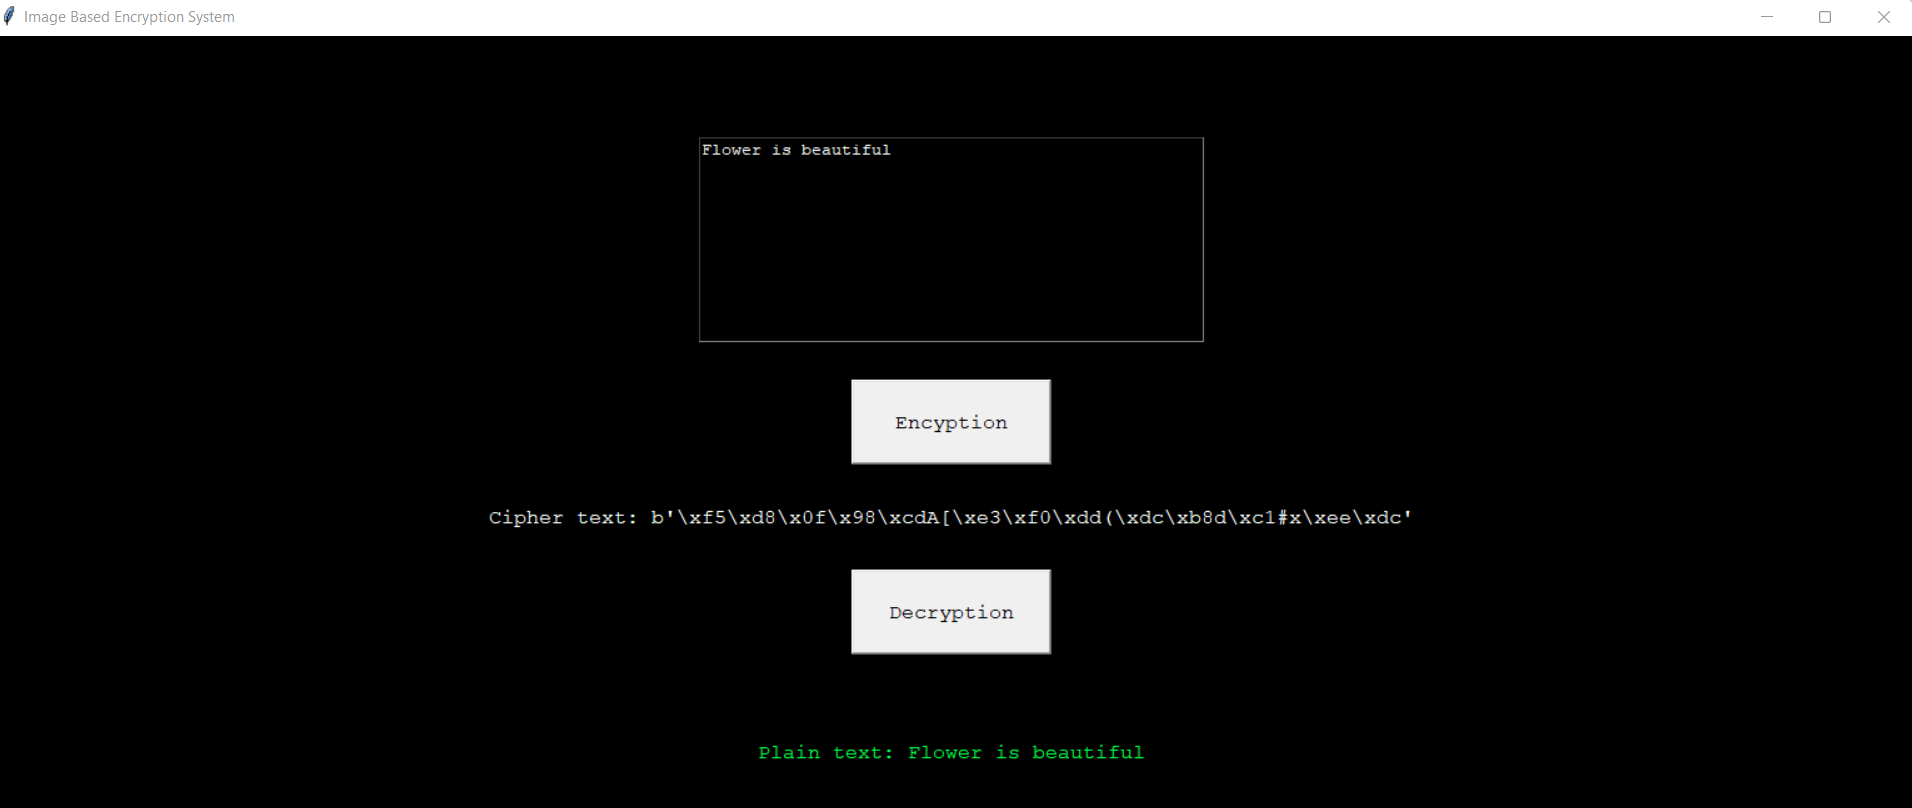 Image Based Encryption System
Flower is beautiful
Encyption
Cipher text: b'\xf5\xd8\x0f\x98\xcdA[\xe3\xf0\xdd(\xdc\xb8d\xc1#x\xee\xdc'
Decryption
Plain text: Flower is beautiful